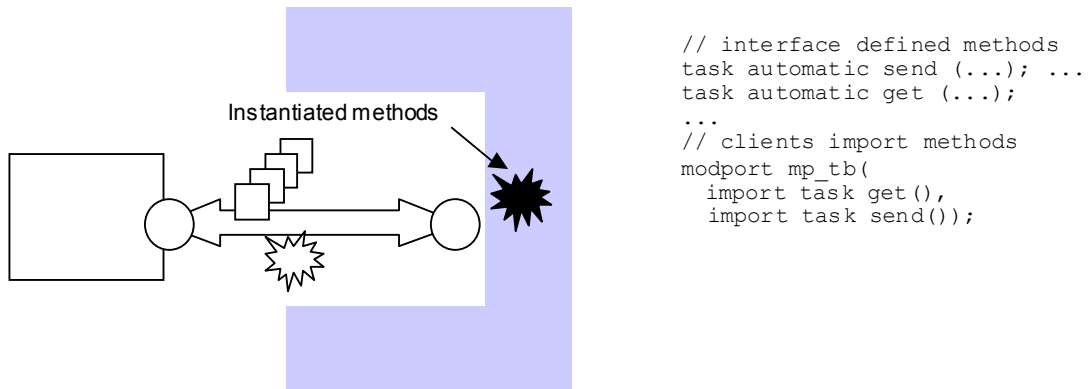 Instantiated methods
// interface defined methods
task automatic send (...); ...
task automatic get (...);
...
// clients import methods
modport mp_tb(
import task get(),
import task send());